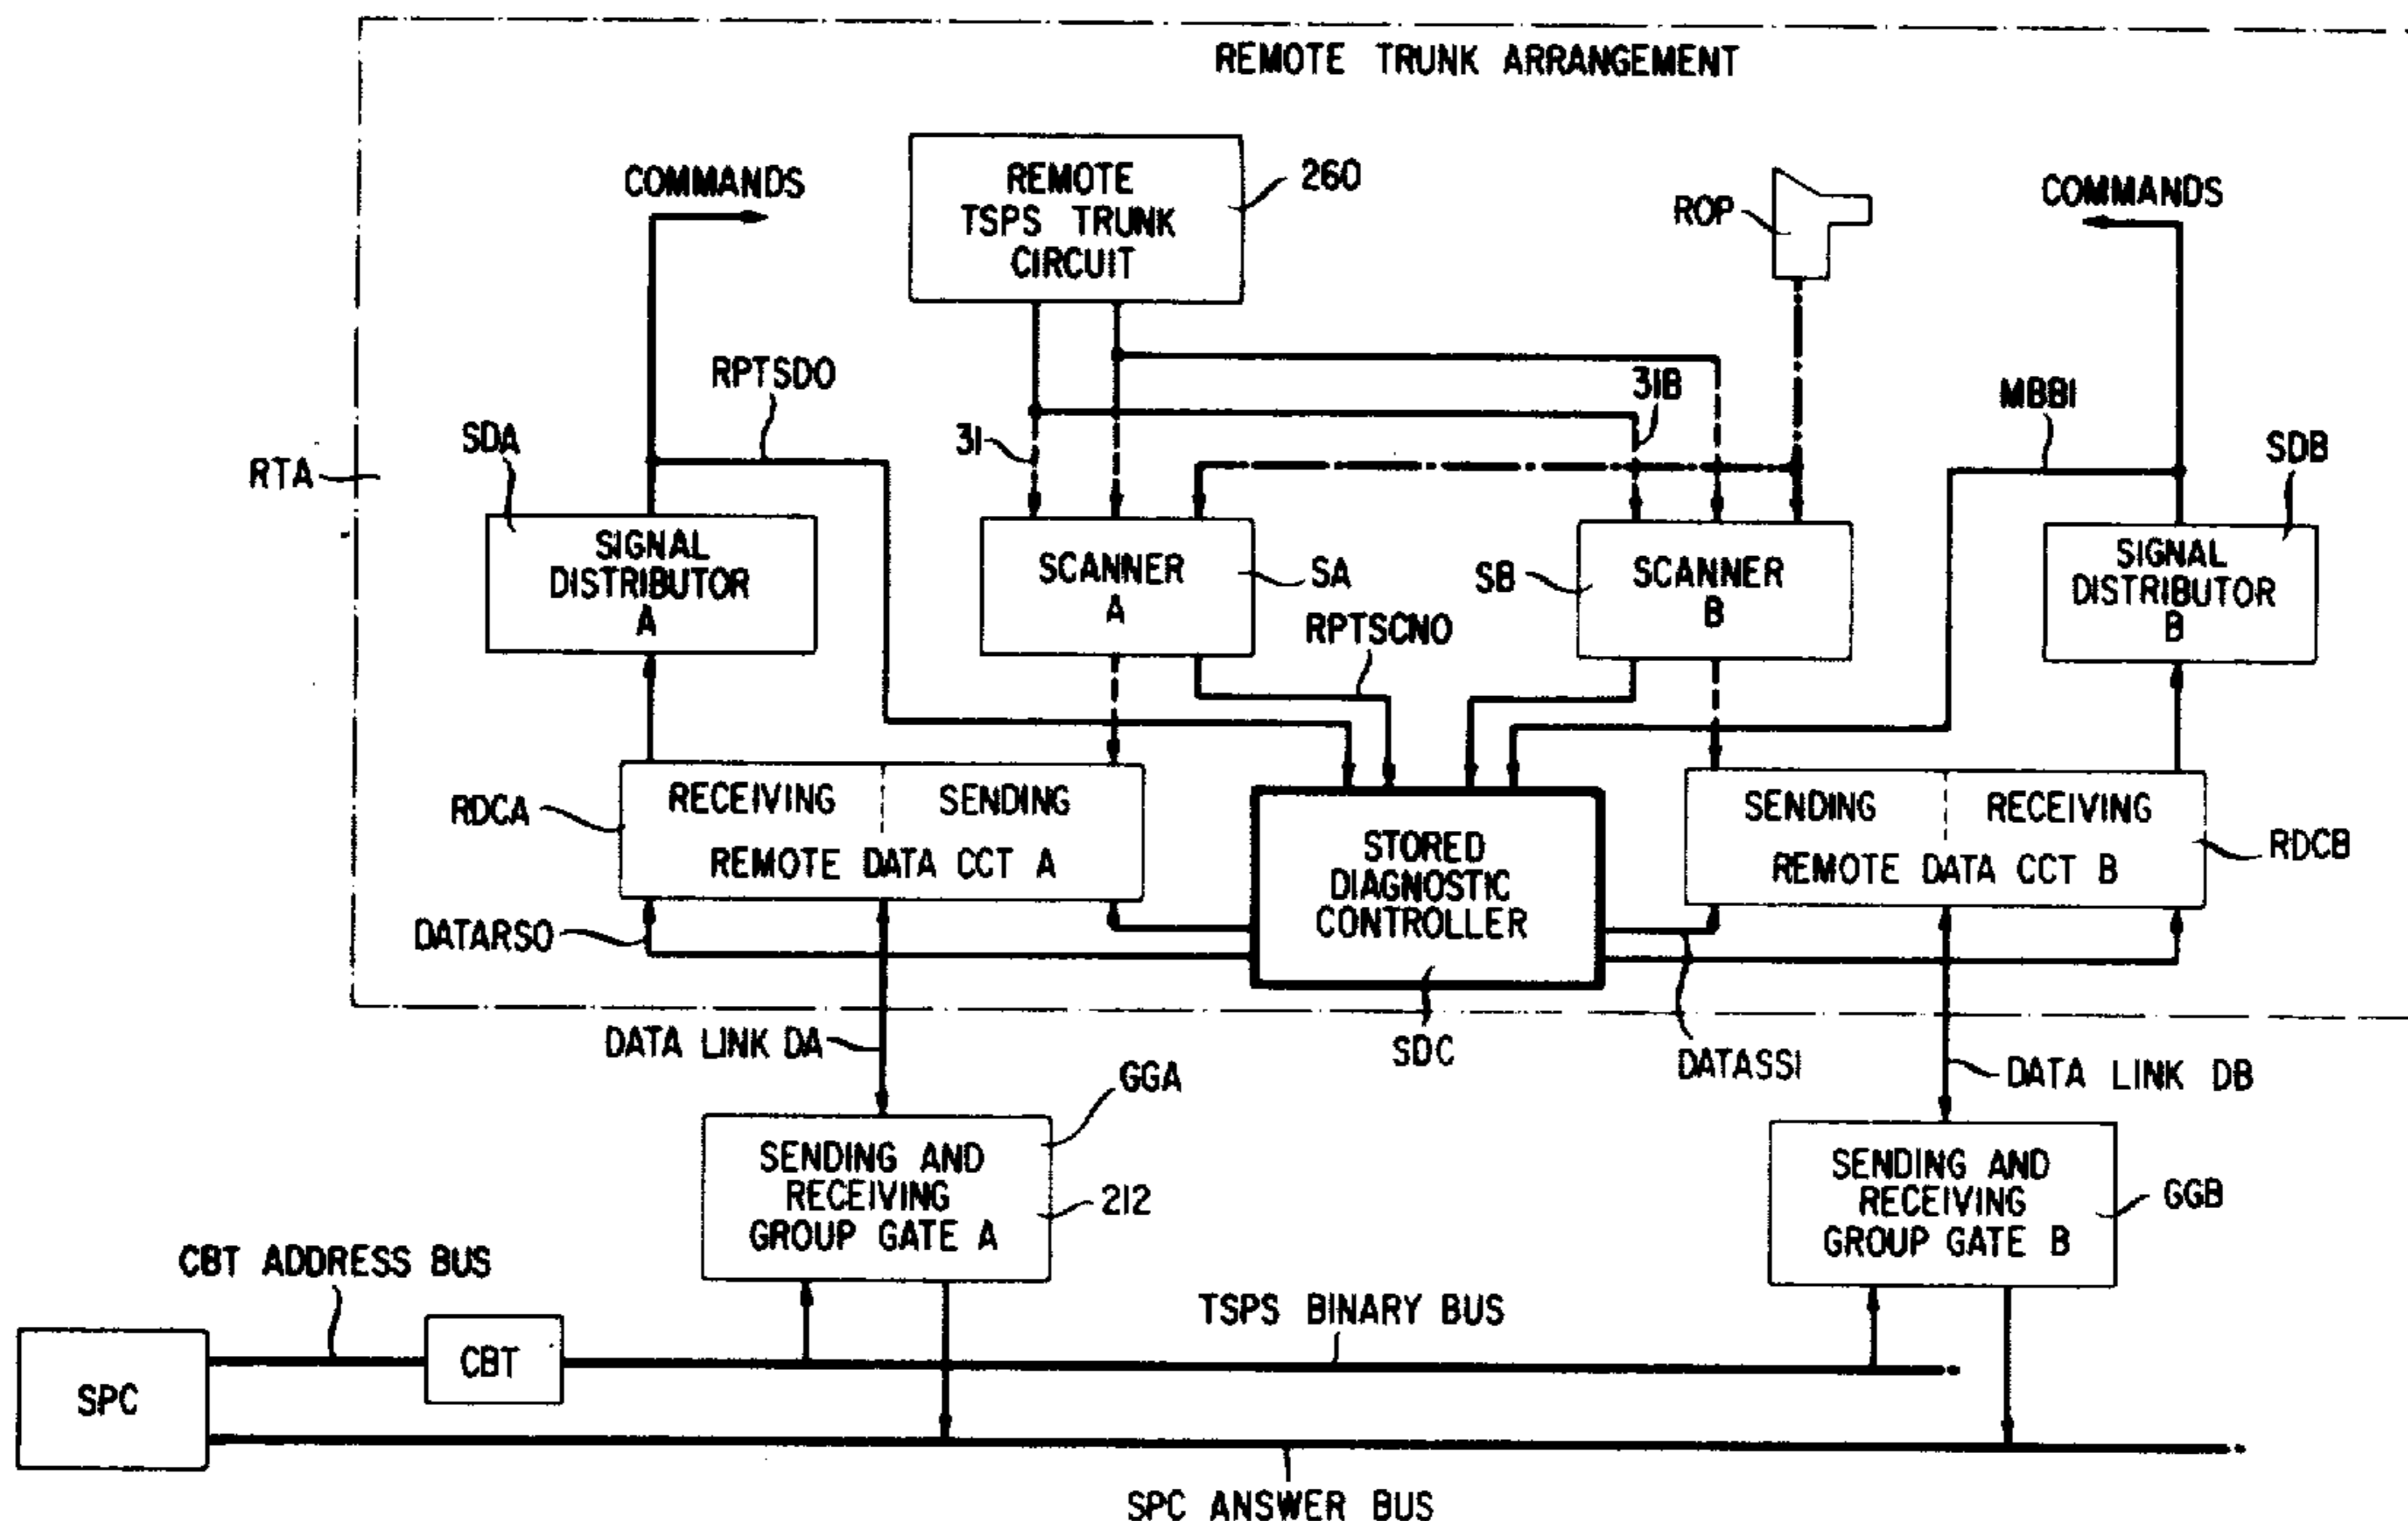 REMOTE TRUNK ARRANGEMENT
COMMANDS
REMOTE
TSPS TRUNK
CIRCUIT
260
ROP
COMMANDS
RPTSDO
31B
MBB1
SDA
31
SDB
RTA
SIGNAL
DISTRIBUTOR
A
SCANNER
A
SA
SB
SCANNER
B
SIGNAL
DISTRIBUTOR
B
RPTSCNO
RDCA
RECEIVING
SENDING
REMOTE DATA CCT A
STORED
DIAGNOSTIC
CONTROLLER
SENDING
RECEIVING
REMOTE DATA CCT B
RDCB
DATARSO
DATA LINK DA
SDC
DATASS1
DATA LINK DB
GGA
SENDING AND
RECEIVING
GROUP GATE A
212
SENDING AND
RECEIVING
GROUP GATE B
GGB
CBT ADDRESS BUS
TSPS BINARY BUS
SPC
CBT
SPC ANSWER BUS